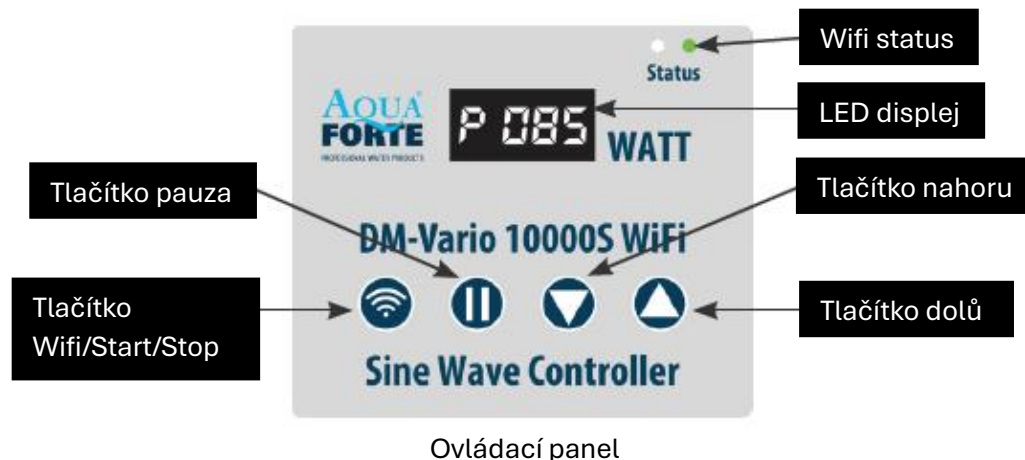 Wifi status
Status
LED displej
AQUA
FORTE
PROFESSIONAL WATER PRODUCTS
P 085
WATT
Tlačítko pauza
Tlačítko nahoru
DM-Vario 10000S WiFi
Tlačítko
Wifi/Start/Stop
Tlačítko dolů
Sine Wave Controller
Ovládací panel